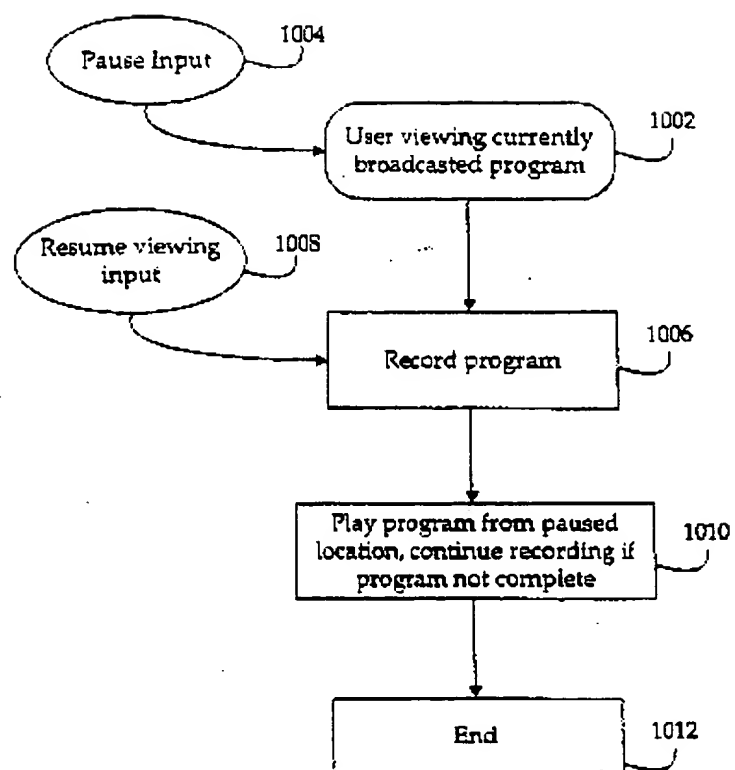 1004
Pause Input
1002
User viewing currently
broadcasted program
Resume viewing
input
1008
1006
Record program
Play program from paused
location, continue recording if
program not complete
1010
End
1012